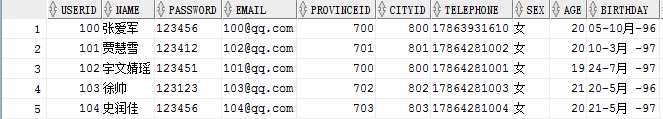 USERID NAME PASSWORD EMAIL PROVINCEID CITYID TELEPHONE SEX AGE BIRTHDAY
1 100 张爱军 123456 100@qq.com 700 800 17863931610 女 20 05-10月-96
2 101 贾慧雪 123412 102@qq.com 701 801 17864281002 女 20 10-3月 -97
3 102 宇文婧瑶 123451 101@qq.com 700 800 17864281001 女 19 24-7月 -97
4 103 徐帅 123123 103@qq.com 702 802 17864281003 女 21 20-5月 -96
5 104 史润佳 123456 104@qq.com 703 803 17864281004 女 20 21-5月 -97